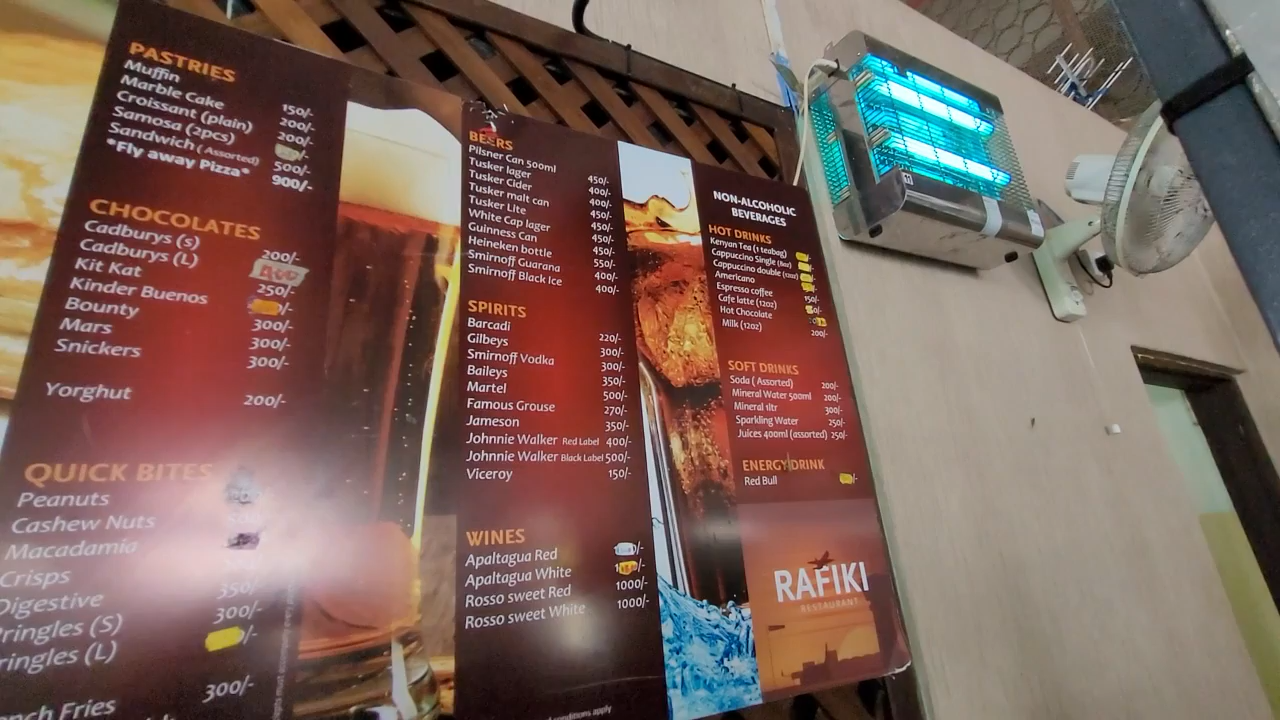 PASTRIES
Muffin 150/-
Marble Cake 200/-
Croissant (plain) 200/-
Samosa (2pcs) /-
Sandwich (Assorted) 500/-
*Fly away Pizza* 900/-
CHOCOLATES
Cadburys (s) 200/-
Cadburys (L) 400
Kit Kat 250/-
Kinder Buenos /-
Bounty 300/-
Mars 300/-
Snickers 300/-
Yorghut 200/-
QUICK BITES
Peanuts
Cashew Nuts
Macadamia
Crisps 350/-
Digestive 300/-
Pringles (S) /-
ringles (L)
300/-
nch Fries
BEERS
Pilsner Can 500ml 450/-
Tusker lager 400/-
Tusker Cider 400/-
Tusker malt can 450/-
Tusker Lite 450/-
White Cap lager 450/-
Guinness Can 450/-
Heineken bottle 550/-
Smirnoff Guarana 400/-
Smirnoff Black Ice 400/-
SPIRITS
Barcadi 220/-
Gilbeys 300/-
Smirnoff Vodka 300/-
Baileys 350/-
Martel 500/-
Famous Grouse 270/-
Jameson 350/-
Johnnie Walker Red Label 400/-
Johnnie Walker Black Label 500/-
Viceroy 150/-
WINES
Apaltagua Red /-
Apaltagua White /-
Rosso sweet Red 1000/-
Rosso sweet White 1000/-
conditions apply
NON-ALCOHOLIC
BEVERAGES
HOT DRINKS
Kenyan Tea (1 teabag)
Cappuccino Single (8oz)
Cappuccino double (12oz)
Americano
Espresso coffee 150/-
Cafe latte (12oz)
Hot Chocolate
Milk (12oz) 200/-
SOFT DRINKS
Soda (Assorted) 200/-
Mineral Water 500ml 200/-
Mineral 1ltr 300/-
Sparkling Water 250/-
Juices 400ml (assorted) 250/-
ENERGY DRINK
Red Bull /-
RAFIKI
RESTAURANT